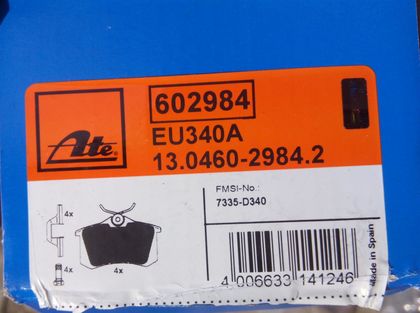 Ate
602984
EU340A
13.0460-2984.2
FMSI-No.:
7335-D340
4x
4x
4x
4 006633 141246
Made in Spain